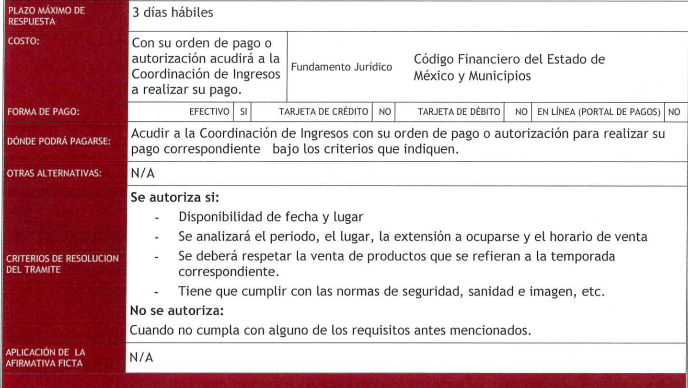 PLAZO MÁXIMO DE
RESPUESTA
3 días hábiles
COSTO:
Con su orden de pago o
autorización acudirá a la
Coordinación de Ingresos
a realizar su pago.
Fundamento Jurídico
Código Financiero del Estado de
México y Municipios
FORMA DE PAGO:
EFECTIVO SI TARJETA DE CRÉDITO NO TARJETA DE DÉBITO NO EN LÍNEA (PORTAL DE PAGOS) NO
DÓNDE PODRÁ PAGARSE:
Acudir a la Coordinación de Ingresos con su orden de pago o autorización para realizar su
pago correspondiente bajo los criterios que indiquen.
OTRAS ALTERNATIVAS:
N/A
CRITERIOS DE RESOLUCION
DEL TRAMITE
Se autoriza si:
- Disponibilidad de fecha y lugar
- Se analizará el periodo, el lugar, la extensión a ocuparse y el horario de venta
- Se deberá respetar la venta de productos que se refieran a la temporada
correspondiente.
- Tiene que cumplir con las normas de seguridad, sanidad e imagen, etc.
No se autoriza:
Cuando no cumpla con alguno de los requisitos antes mencionados.
APLICACIÓN DE LA
AFIRMATIVA FICTA
N/A